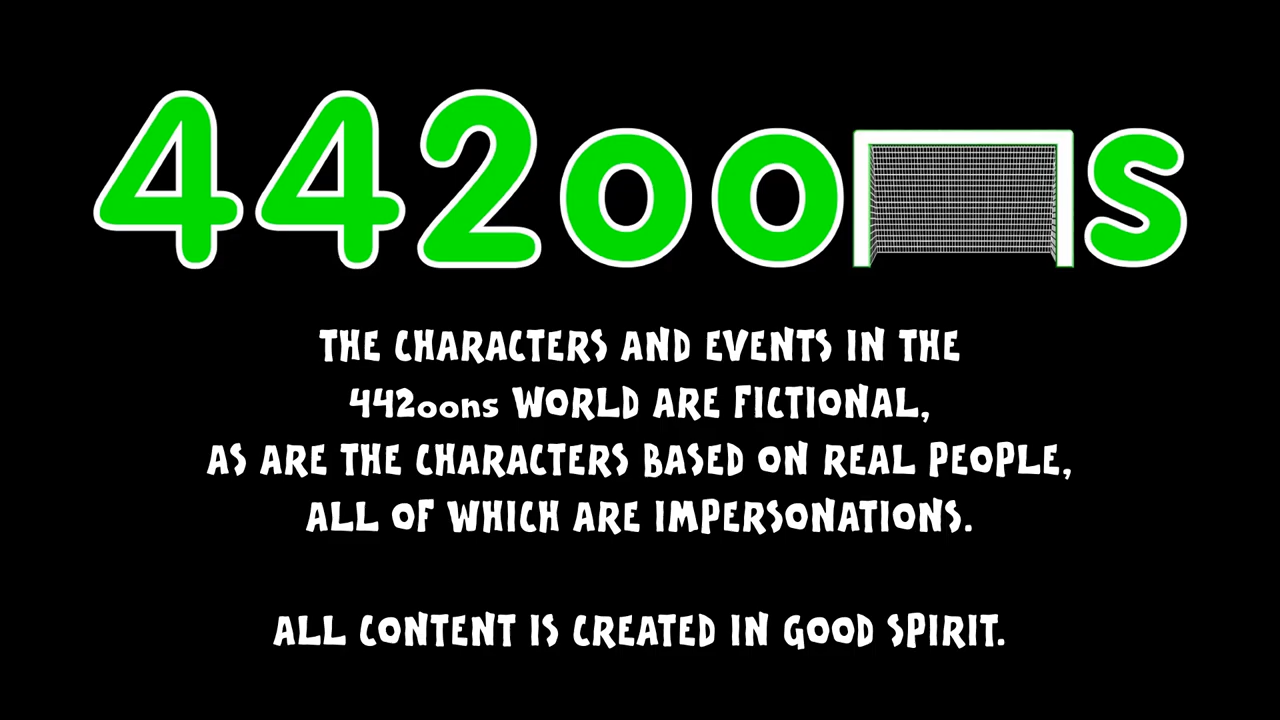 442oons
THE CHARACTERS AND EVENTS IN THE
442oons WORLD ARE FICTIONAL,
AS ARE THE CHARACTERS BASED ON REAL PEOPLE,
ALL OF WHICH ARE IMPERSONATIONS.
ALL CONTENT IS CREATED IN GOOD SPIRIT.